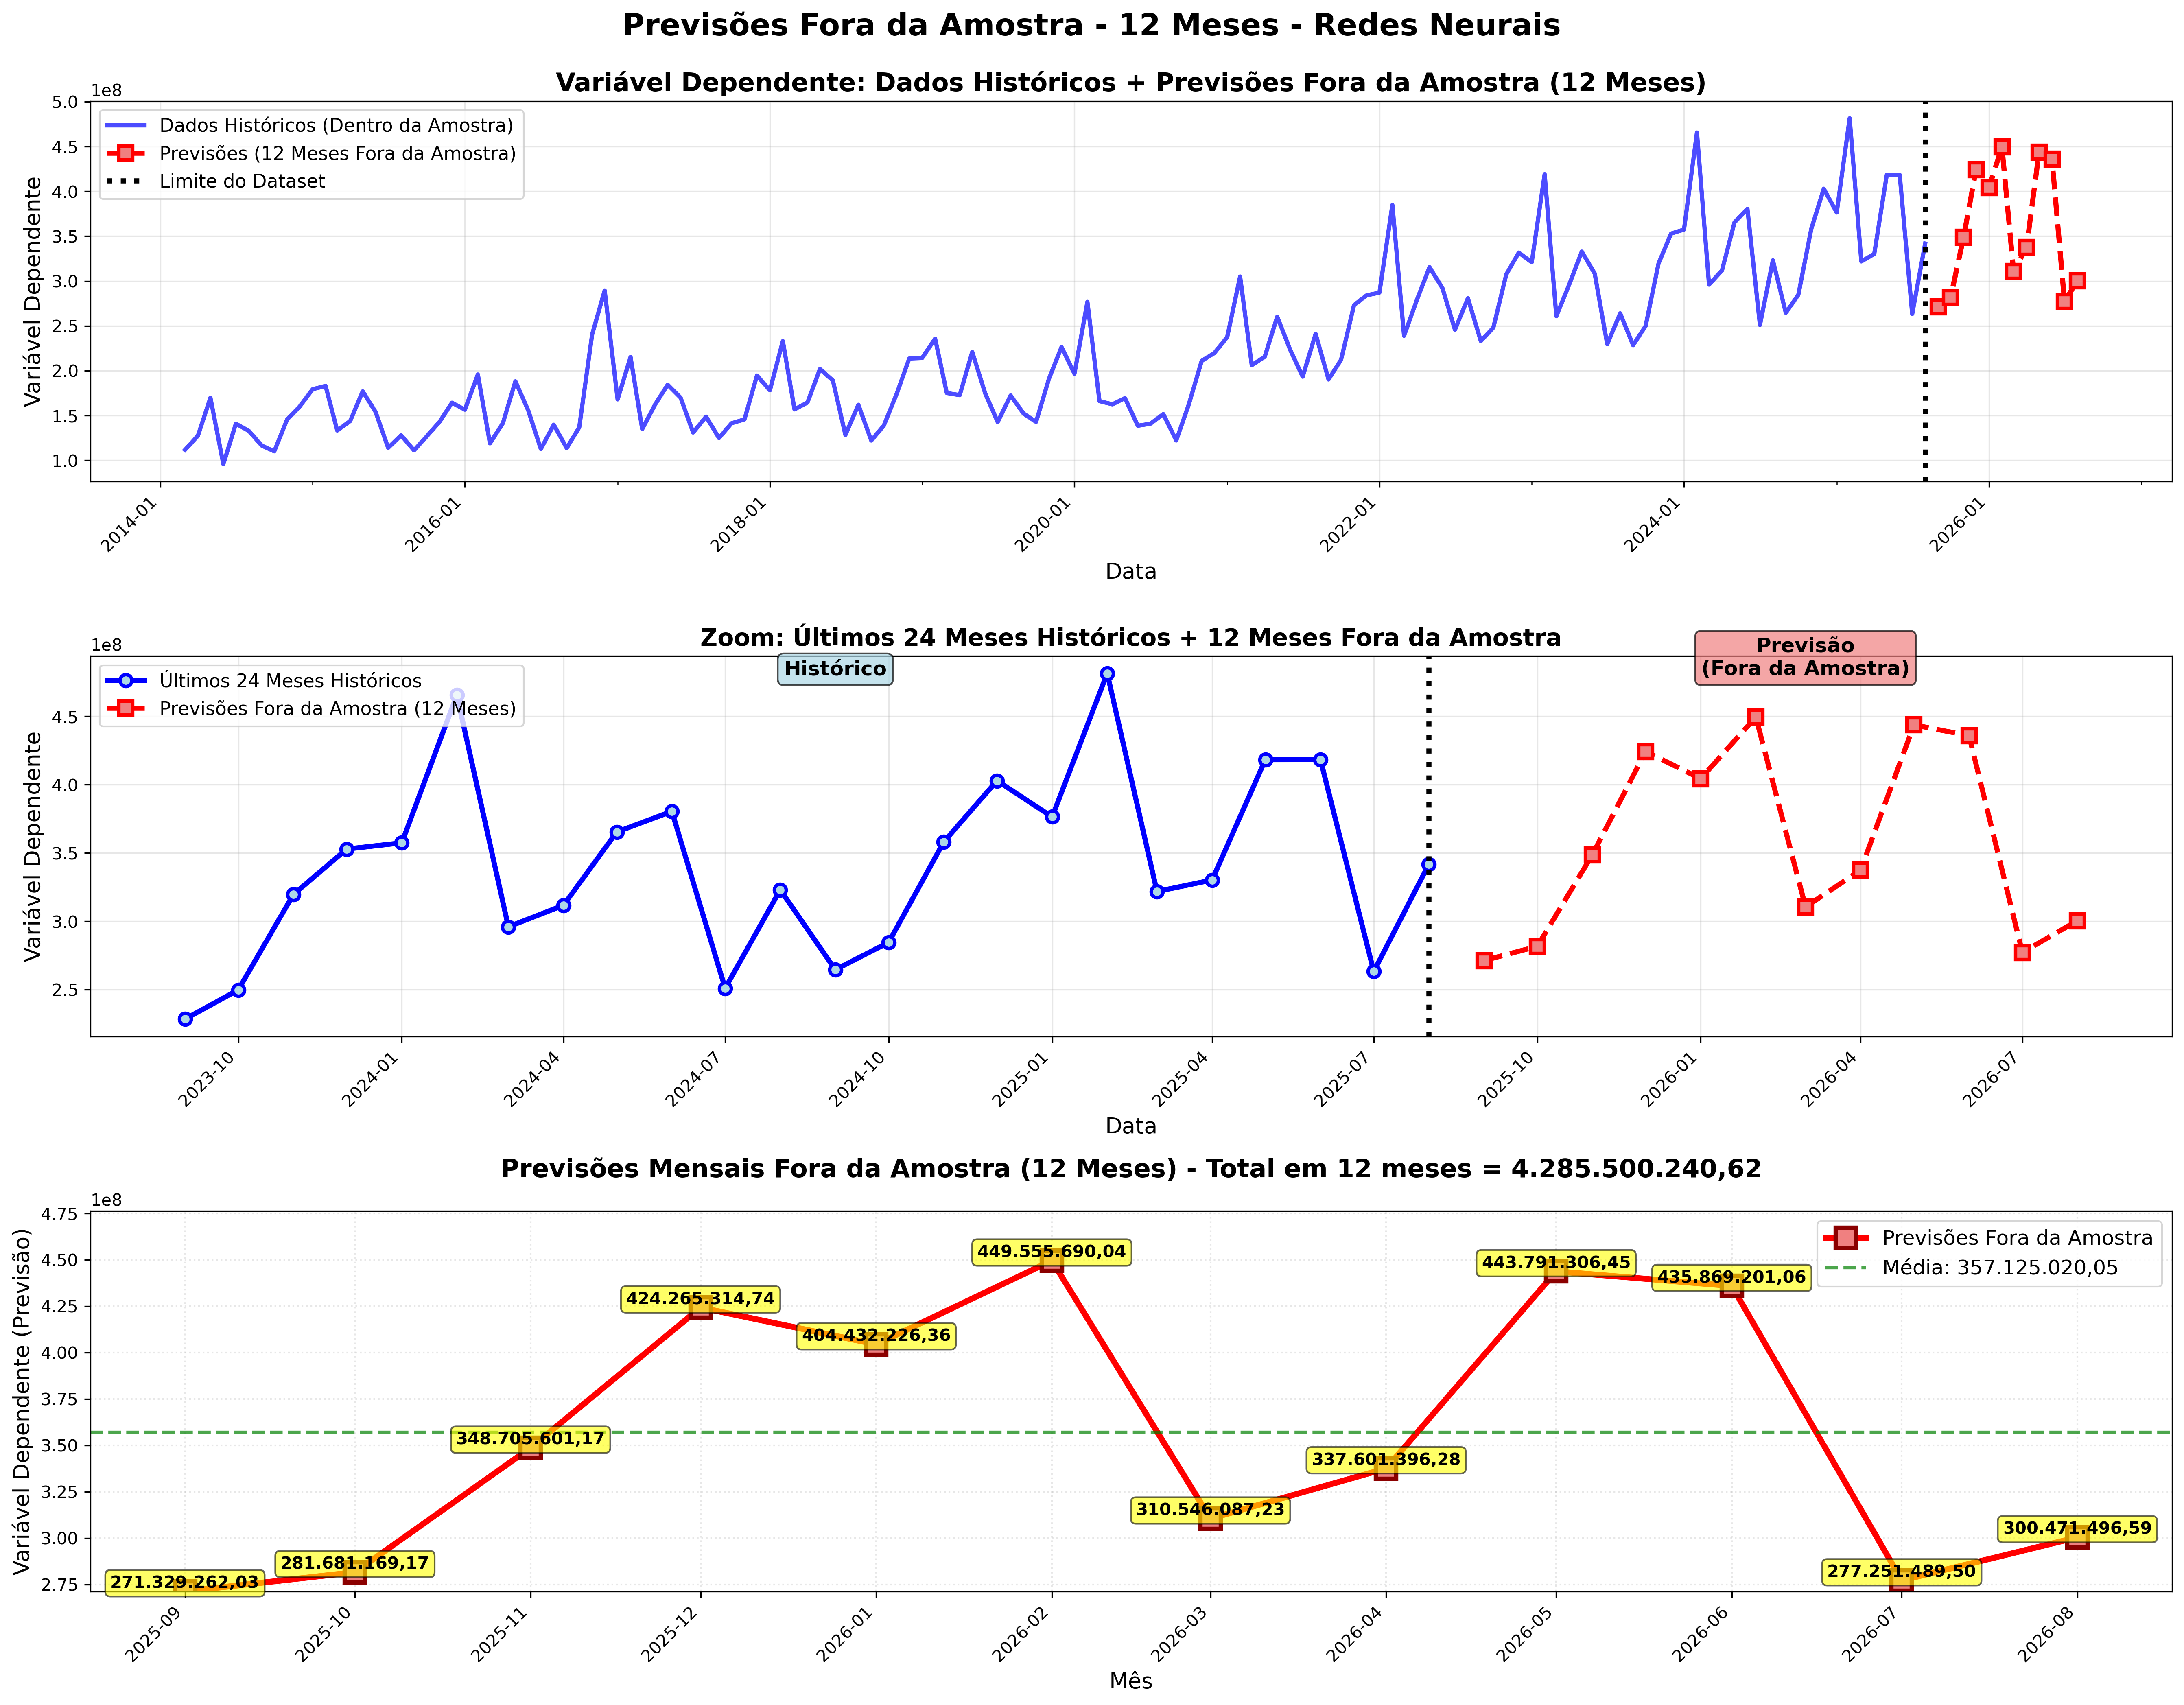 Previsões Fora da Amostra - 12 Meses - Redes Neurais
Variável Dependente: Dados Históricos + Previsões Fora da Amostra (12 Meses)
1e8
Dados Históricos (Dentro da Amostra)
Previsões (12 Meses Fora da Amostra)
Limite do Dataset
Variável Dependente
5.0
4.5
4.0
3.5
3.0
2.5
2.0
1.5
1.0
2014-01
2016-01
2018-01
2020-01
2022-01
2024-01
2026-01
Data
Zoom: Últimos 24 Meses Históricos + 12 Meses Fora da Amostra
1e8
Últimos 24 Meses Históricos
Previsões Fora da Amostra (12 Meses)
Histórico
Previsão
(Fora da Amostra)
Variável Dependente
4.5
4.0
3.5
3.0
2.5
2023-10
2024-01
2024-04
2024-07
2024-10
2025-01
2025-04
2025-07
2025-10
2026-01
2026-04
2026-07
Data
Previsões Mensais Fora da Amostra (12 Meses) - Total em 12 meses = 4.285.500.240,62
1e8
Previsões Fora da Amostra
Média: 357.125.020,05
Variável Dependente (Previsão)
4.75
4.50
4.25
4.00
3.75
3.50
3.25
3.00
2.75
271.329.262,03
281.681.169,17
348.705.601,17
424.265.314,74
404.432.226,36
449.555.690,04
310.546.087,23
337.601.396,28
443.791.306,45
435.869.201,06
277.251.489,50
300.471.496,59
2025-09
2025-10
2025-11
2025-12
2026-01
2026-02
2026-03
2026-04
2026-05
2026-06
2026-07
2026-08
Mês